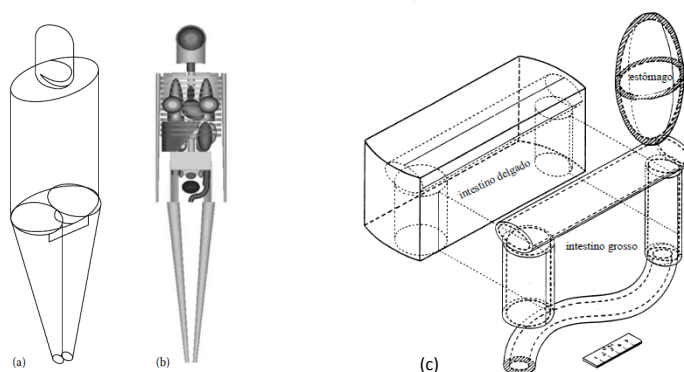 estômago
intestino delgado
intestino grosso
(a)
(b)
(c)